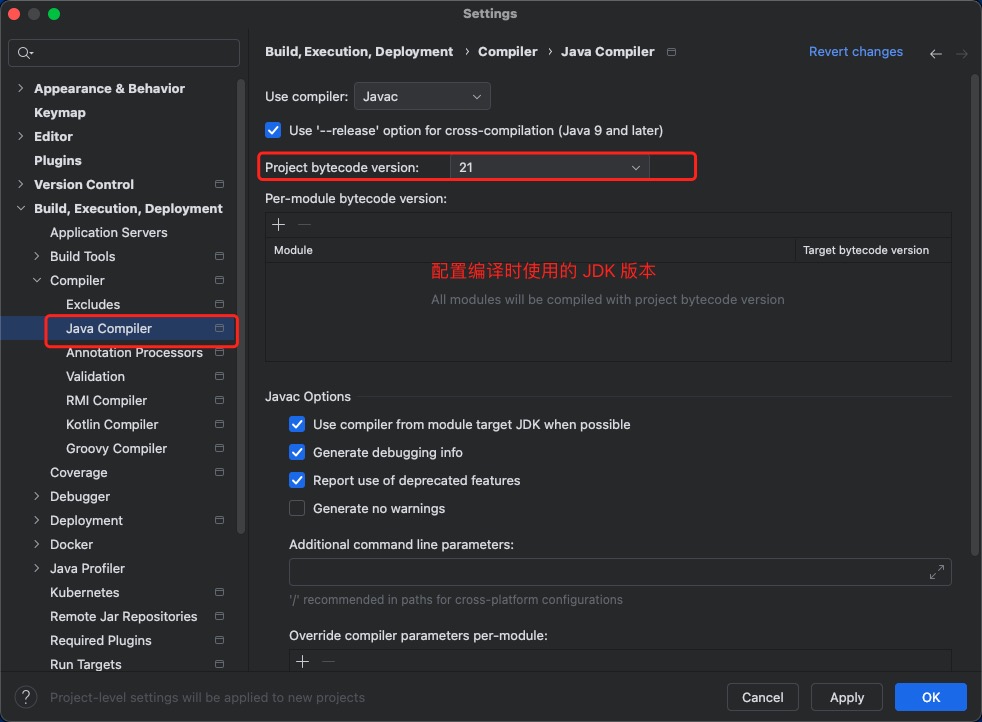 Settings
Appearance & Behavior
Keymap
Editor
Plugins
Version Control
Build, Execution, Deployment
Application Servers
Build Tools
Compiler
Excludes
Java Compiler
Annotation Processors
Validation
RMI Compiler
Kotlin Compiler
Groovy Compiler
Coverage
Debugger
Deployment
Docker
Java Profiler
Kubernetes
Remote Jar Repositories
Required Plugins
Run Targets
Build, Execution, Deployment › Compiler › Java Compiler
Revert changes
Use compiler: Javac
Use '--release' option for cross-compilation (Java 9 and later)
Project bytecode version: 21
Per-module bytecode version:
Module Target bytecode version
配置编译时使用的 JDK 版本
All modules will be compiled with project bytecode version
Javac Options
Use compiler from module target JDK when possible
Generate debugging info
Report use of deprecated features
Generate no warnings
Additional command line parameters:
'/' recommended in paths for cross-platform configurations
Override compiler parameters per-module:
? Project-level settings will be applied to new projects
Cancel Apply OK